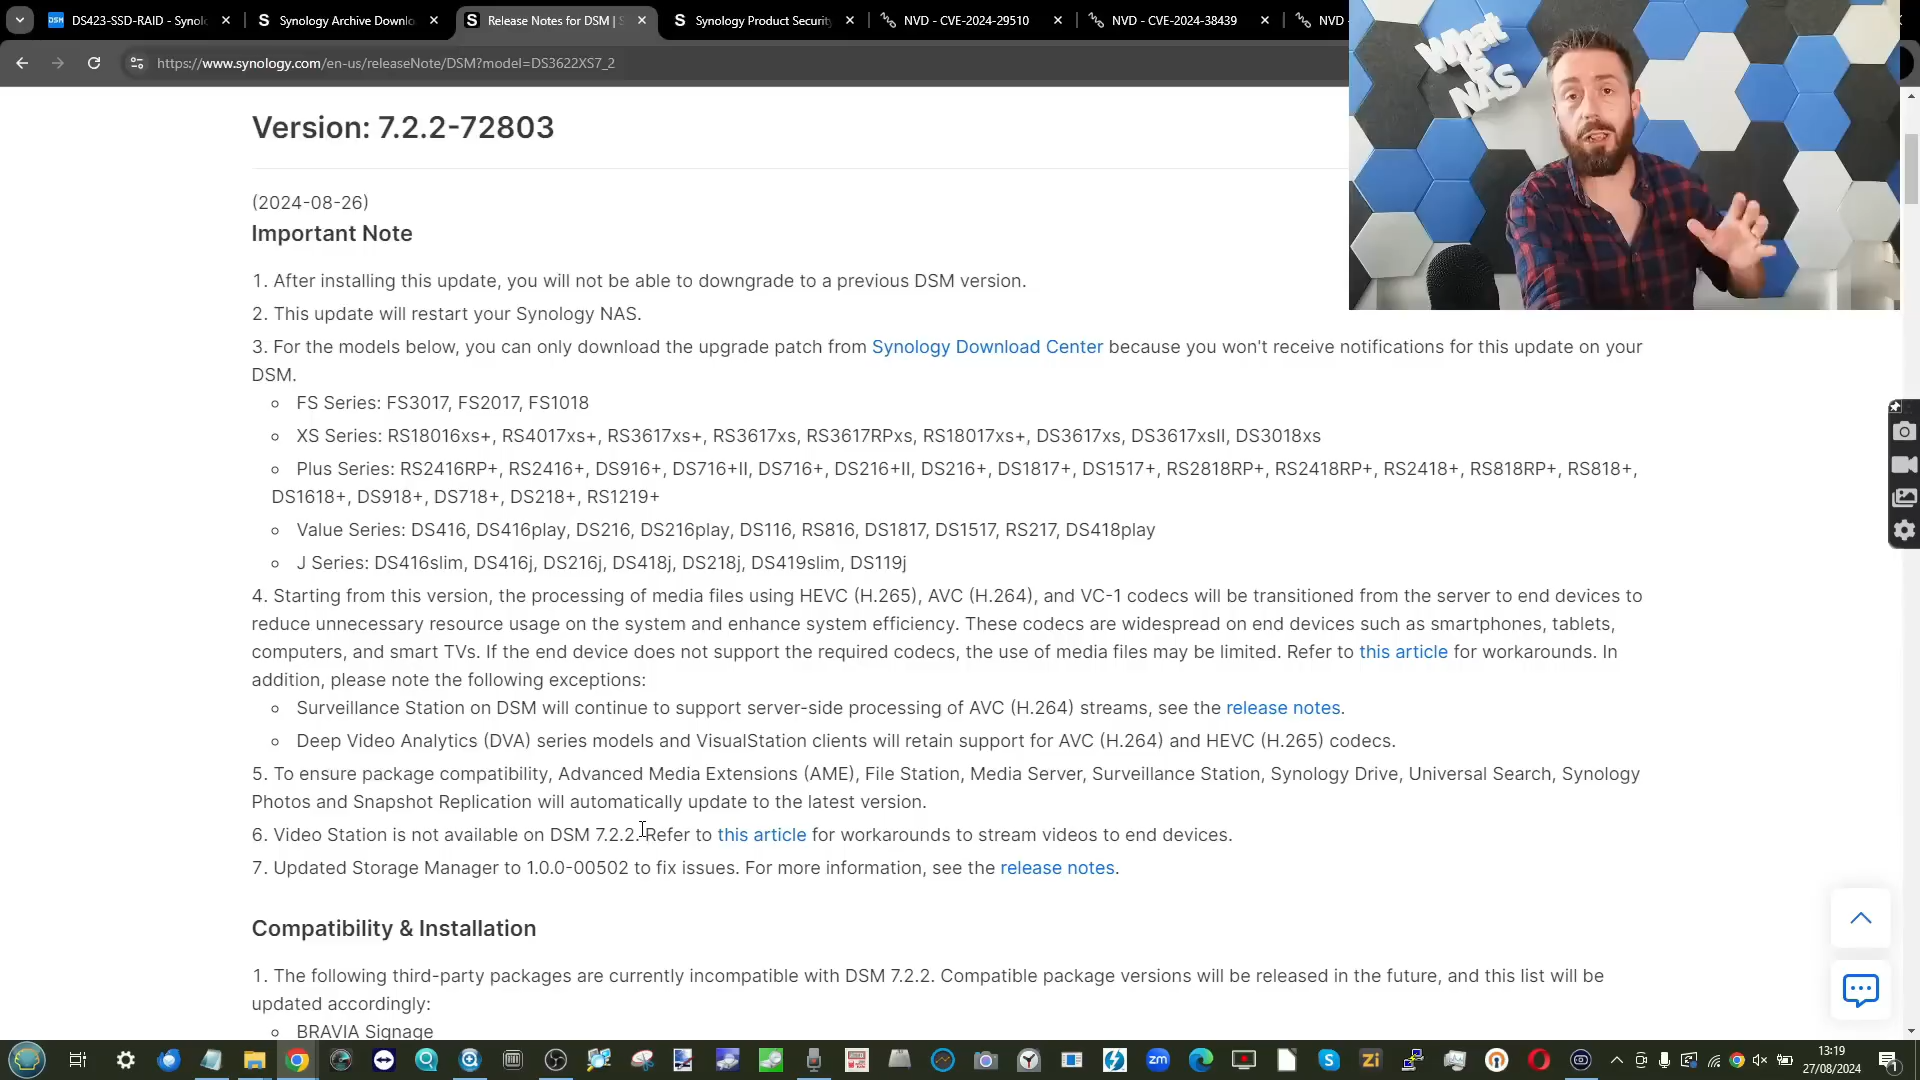 DS423-SSD-RAID - Synolo
Synology Archive Downlo
Release Notes for DSM | S
Synology Product Security
NVD - CVE-2024-29510
NVD - CVE-2024-38439
NVD -
https://www.synology.com/en-us/releaseNote/DSM?model=DS3622XS7_2
What
is
NAS
Version: 7.2.2-72803
(2024-08-26)
Important Note
1. After installing this update, you will not be able to downgrade to a previous DSM version.
2. This update will restart your Synology NAS.
3. For the models below, you can only download the upgrade patch from Synology Download Center because you won't receive notifications for this update on your
DSM.
FS Series: FS3017, FS2017, FS1018
XS Series: RS18016xs+, RS4017xs+, RS3617xs+, RS3617xs, RS3617RPxs, RS18017xs+, DS3617xs, DS3617xsII, DS3018xs
Plus Series: RS2416RP+, RS2416+, DS916+, DS716+II, DS716+, DS216+II, DS216+, DS1817+, DS1517+, RS2818RP+, RS2418RP+, RS2418+, RS818RP+, RS818+,
DS1618+, DS918+, DS718+, DS218+, RS1219+
Value Series: DS416, DS416play, DS216, DS216play, DS116, RS816, DS1817, DS1517, RS217, DS418play
J Series: DS416slim, DS416j, DS216j, DS418j, DS218j, DS419slim, DS119j
4. Starting from this version, the processing of media files using HEVC (H.265), AVC (H.264), and VC-1 codecs will be transitioned from the server to end devices to
reduce unnecessary resource usage on the system and enhance system efficiency. These codecs are widespread on end devices such as smartphones, tablets,
computers, and smart TVs. If the end device does not support the required codecs, the use of media files may be limited. Refer to this article for workarounds. In
addition, please note the following exceptions:
Surveillance Station on DSM will continue to support server-side processing of AVC (H.264) streams, see the release notes.
Deep Video Analytics (DVA) series models and VisualStation clients will retain support for AVC (H.264) and HEVC (H.265) codecs.
5. To ensure package compatibility, Advanced Media Extensions (AME), File Station, Media Server, Surveillance Station, Synology Drive, Universal Search, Synology
Photos and Snapshot Replication will automatically update to the latest version.
6. Video Station is not available on DSM 7.2.2. Refer to this article for workarounds to stream videos to end devices.
7. Updated Storage Manager to 1.0.0-00502 to fix issues. For more information, see the release notes.
Compatibility & Installation
1. The following third-party packages are currently incompatible with DSM 7.2.2. Compatible package versions will be released in the future, and this list will be
updated accordingly:
BRAVIA Signage
zm
Zi
13:19
27/08/2024